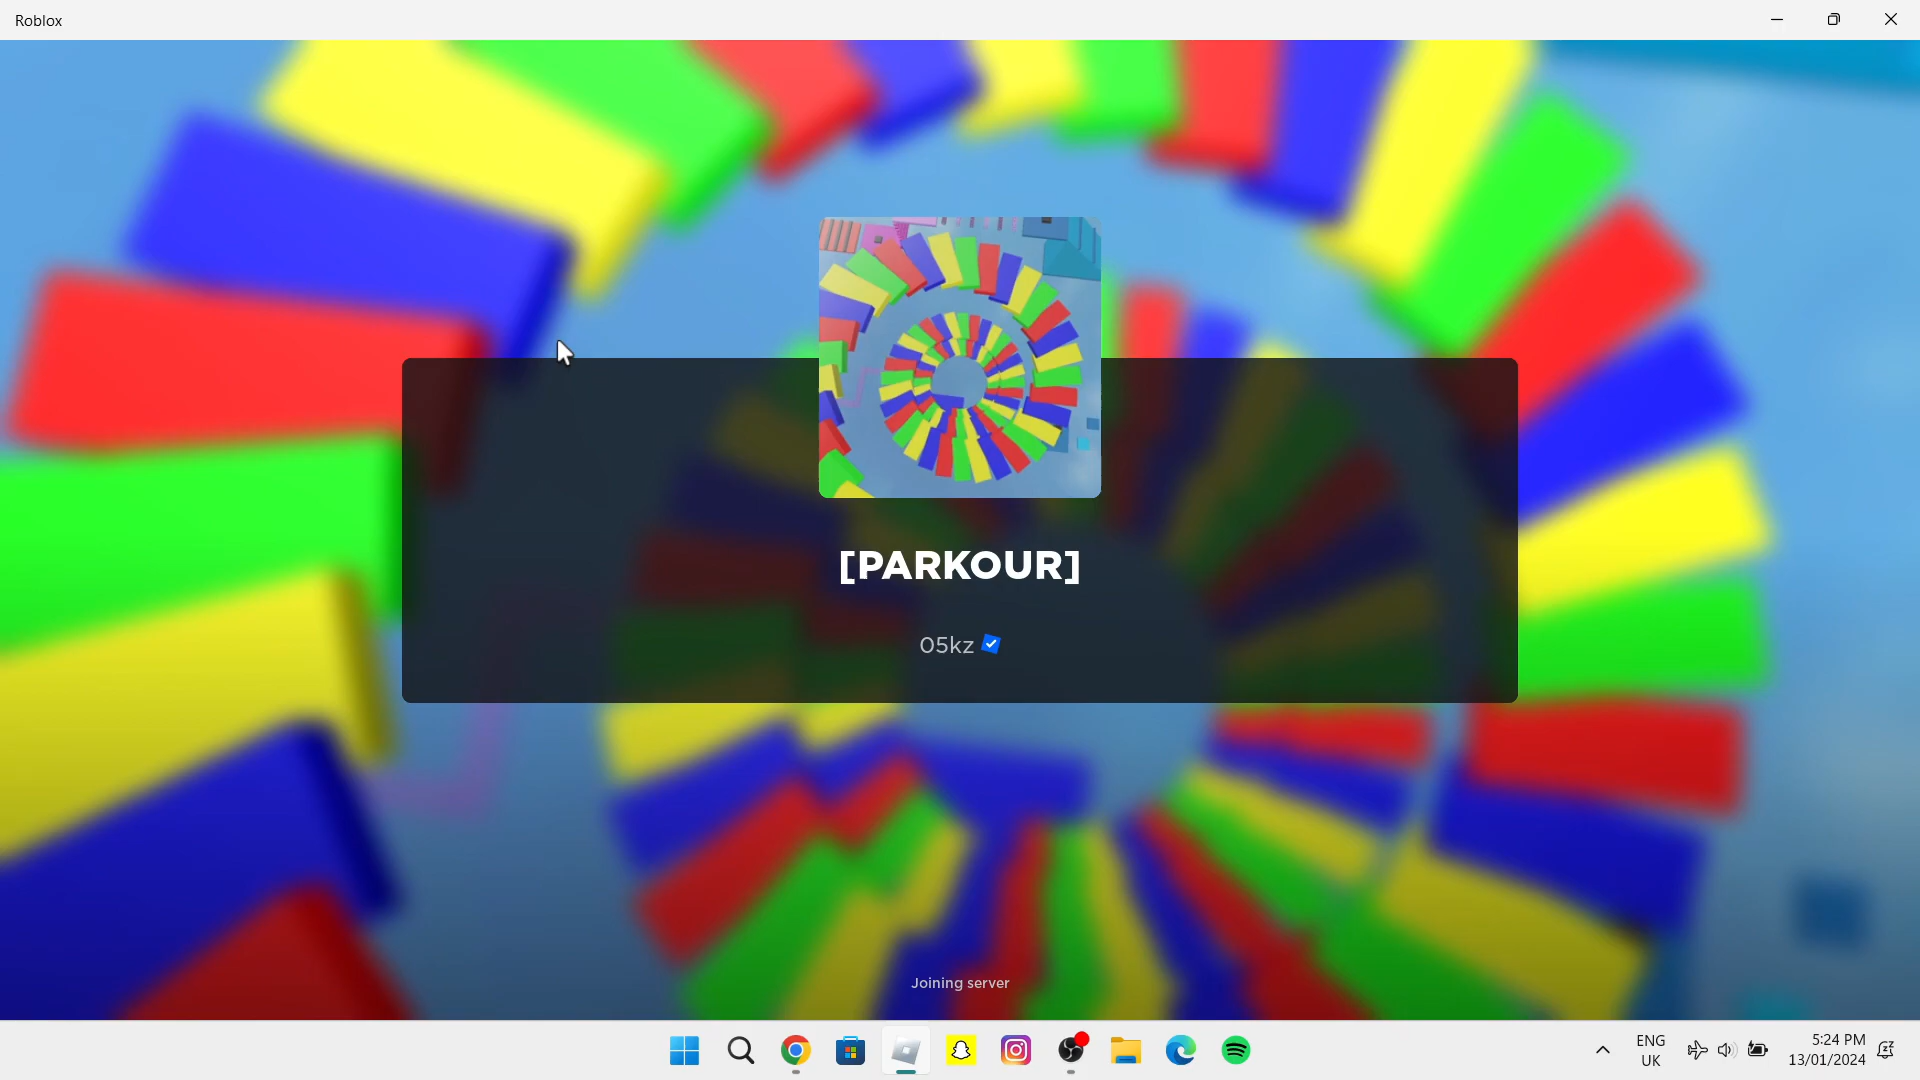 Roblox
[PARKOUR]
05kz
Joining server
ENG
UK
5:24 PM
13/01/2024